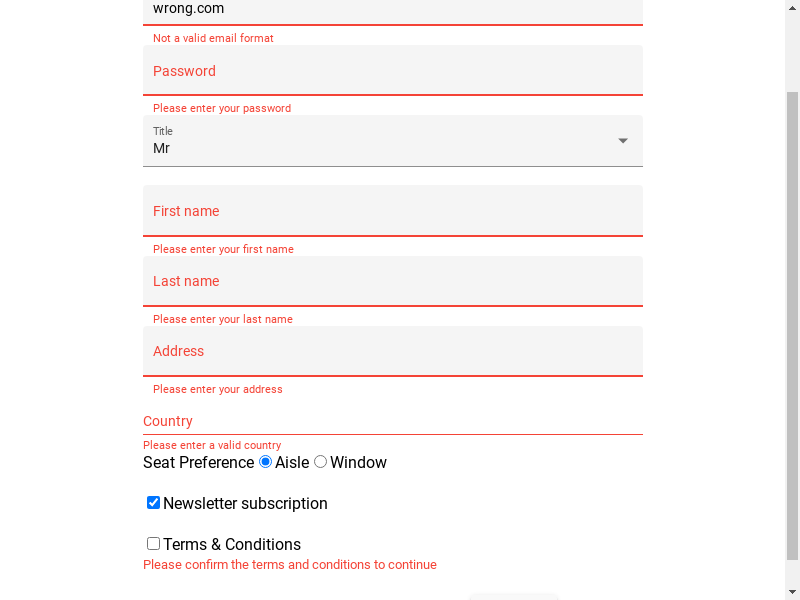 wrong.com
Not a valid email format
Password
Please enter your password
Title
Mr
First name
Please enter your first name
Last name
Please enter your last name
Address
Please enter your address
Country
Please enter a valid country
Seat Preference Aisle Window
Newsletter subscription
Terms & Conditions
Please confirm the terms and conditions to continue